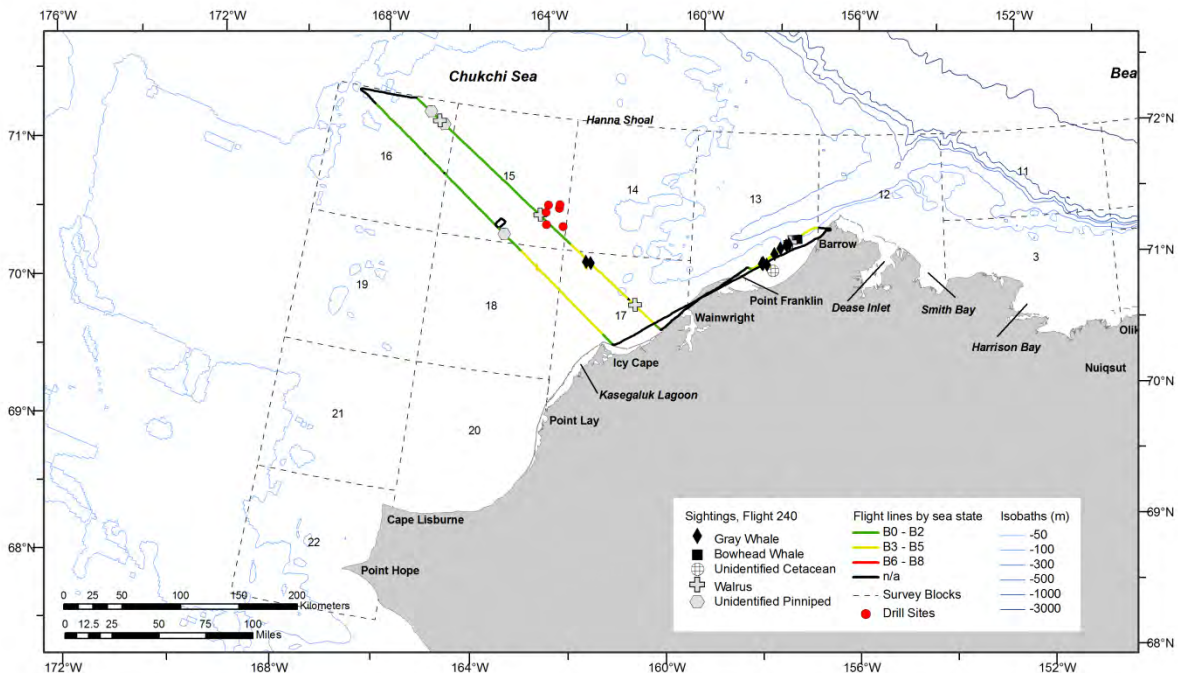 176°W 168°W 164°W 160°W 156°W 152°W
Chukchi Sea
Bea
72°N
71°N
Hanna Shoal
16
15
14
13
12
11
71°N
Barrow
3
70°N
19
18
17
Point Franklin
Dease Inlet
Smith Bay
Wainwright
Harrison Bay
Olik
Icy Cape
Nuiqsut
Kasegaluk Lagoon
70°N
69°N
21
20
Point Lay
69°N
Cape Lisburne
68°N
22
Point Hope
68°N
Sightings, Flight 240
Gray Whale
Bowhead Whale
Unidentified Cetacean
Walrus
Unidentified Pinniped
Flight lines by sea state
B0 - B2
B3 - B5
B6 - B8
n/a
Survey Blocks
Drill Sites
Isobaths (m)
-50
-100
-300
-500
-1000
-3000
0 25 50 100 150 200
Kilometers
0 12.5 25 50 75 100
Miles
172°W 168°W 164°W 160°W 156°W 152°W